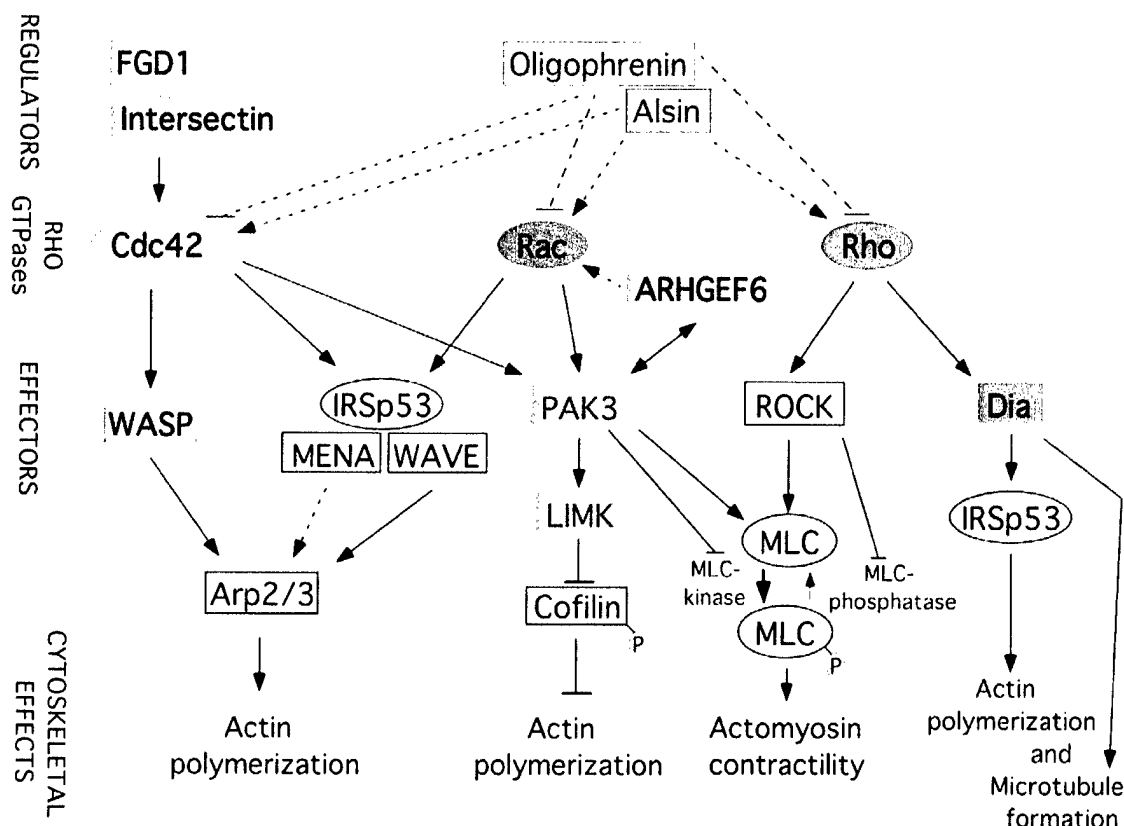 REGULATORS
RHO
GTPases
EFFECTORS
CYTOSKELETAL
EFFECTS
FGD1
Intersectin
Oligophrenin
Alsin
Cdc42
Rac
Rho
ARHGEF6
WASP
IRSp53
MENA
WAVE
PAK3
ROCK
Dia
LIMK
MLC
IRSp53
MLC-
kinase
MLC-
phosphatase
Arp2/3
Cofilin
P
MLC
P
Actin
polymerization
Actin
polymerization
Actomyosin
contractility
Actin
polymerization
and
Microtubule
formation